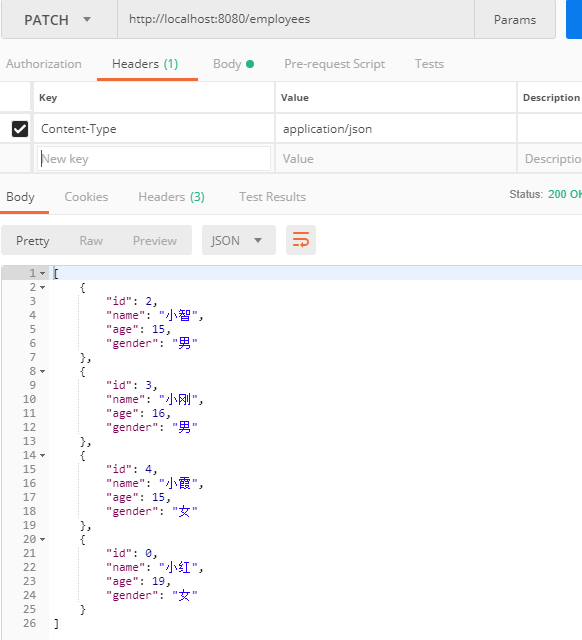 PATCH http://localhost:8080/employees Params
Authorization Headers (1) Body Pre-request Script Tests
Key Value Description
Content-Type application/json
New key Value Descriptio
Body Cookies Headers (3) Test Results Status: 200 OK
Pretty Raw Preview JSON
1 [
2 {
3 "id": 2,
4 "name": "小智",
5 "age": 15,
6 "gender": "男"
7 },
8 {
9 "id": 3,
10 "name": "小刚",
11 "age": 16,
12 "gender": "男"
13 },
14 {
15 "id": 4,
16 "name": "小霞",
17 "age": 15,
18 "gender": "女"
19 },
20 {
21 "id": 0,
22 "name": "小红",
23 "age": 19,
24 "gender": "女"
25 }
26 ]